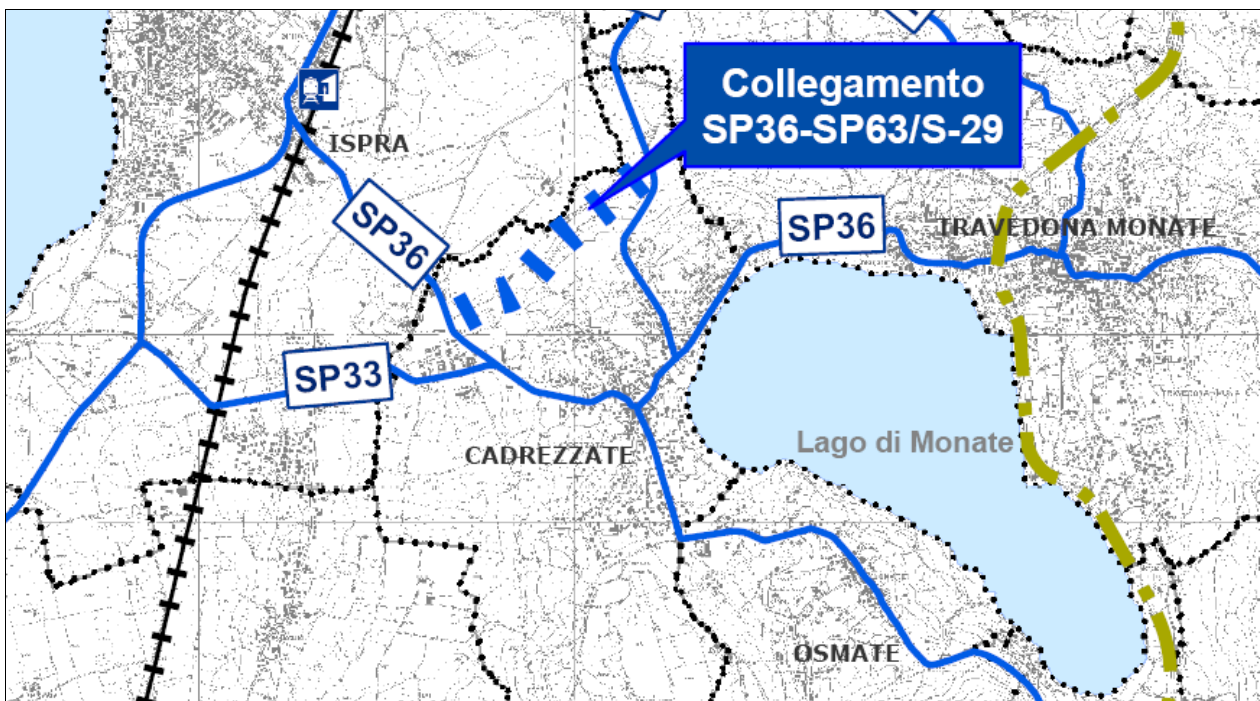 Collegamento
SP36-SP63/S-29
ISPRA
SP36
SP36
TRAVEDONA MONATE
SP33
CADREZZATE
Lago di Monate
OSMATE